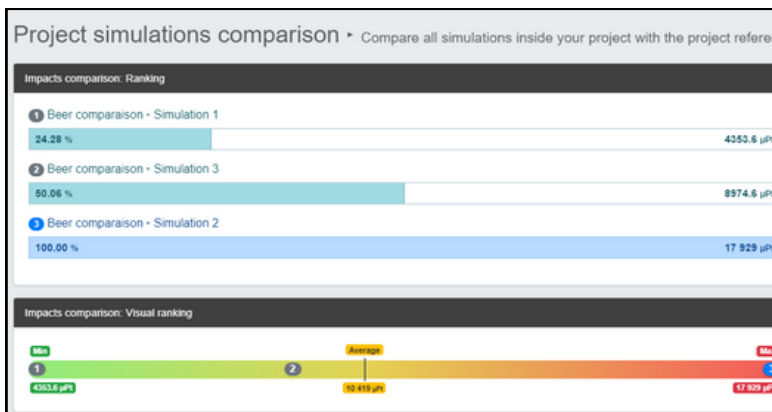 Project simulations comparison ‣ Compare all simulations inside your project with the project refere
Impacts comparison: Ranking
1 Beer comparaison - Simulation 1
24.28 % 4353.6 µPt
2 Beer comparaison - Simulation 3
50.06 % 8974.6 µPt
3 Beer comparaison - Simulation 2
100.00 % 17 929 µPt
Impacts comparison: Visual ranking
Min Average Ma
1 2 3
4353.6 µPt 10 419 µPt 17 929 µPt